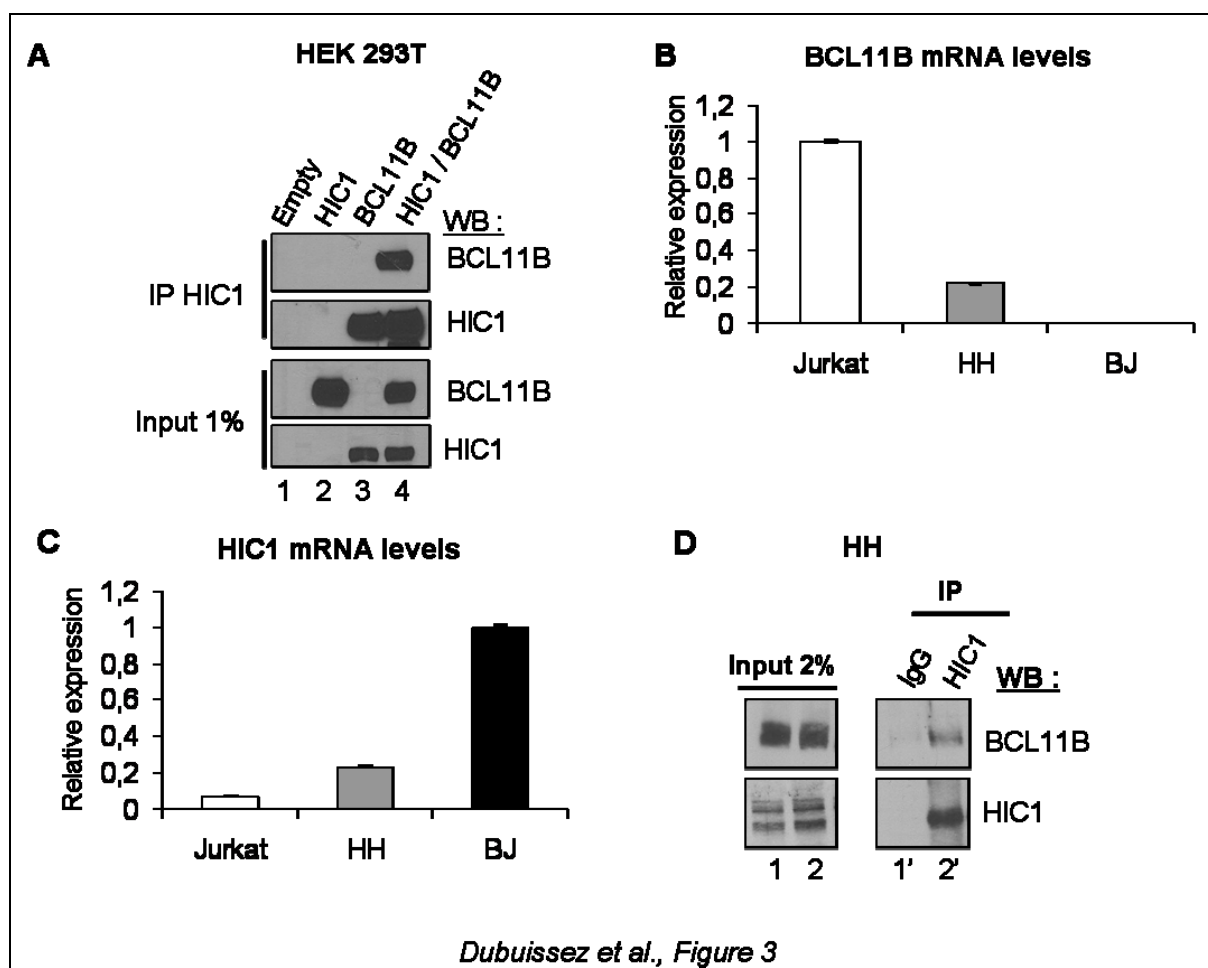 A
HEK 293T
Empty
HIC1
BCL11B
HIC1 / BCL11B
WB :
IP HIC1
BCL11B
HIC1
Input 1%
BCL11B
HIC1
1 2 3 4
B
BCL11B mRNA levels
Relative expression
1,2
1
0,8
0,6
0,4
0,2
0
Jurkat HH BJ
C
HIC1 mRNA levels
Relative expression
1,2
1
0,8
0,6
0,4
0,2
0
Jurkat HH BJ
D
HH
IP
Input 2%
IgG
HIC1
WB :
BCL11B
HIC1
1 2 1' 2'
Dubuissez et al., Figure 3